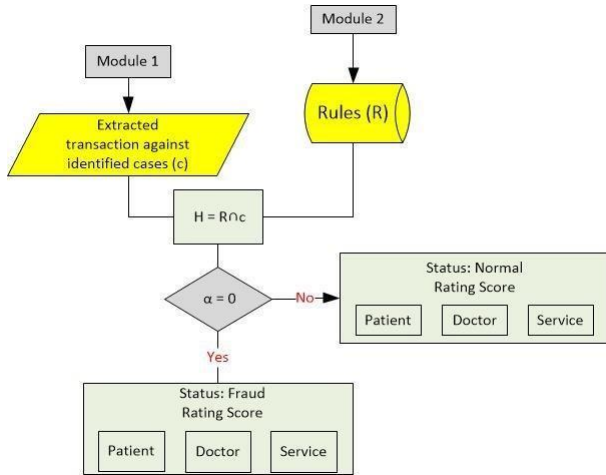 Module 2
Module 1
Rules (R)
Extracted
transaction against
identified cases (c)
H = R∩c
Status: Normal
Rating Score
α = 0
No
Patient
Doctor
Service
Yes
Status: Fraud
Rating Score
Patient
Doctor
Service